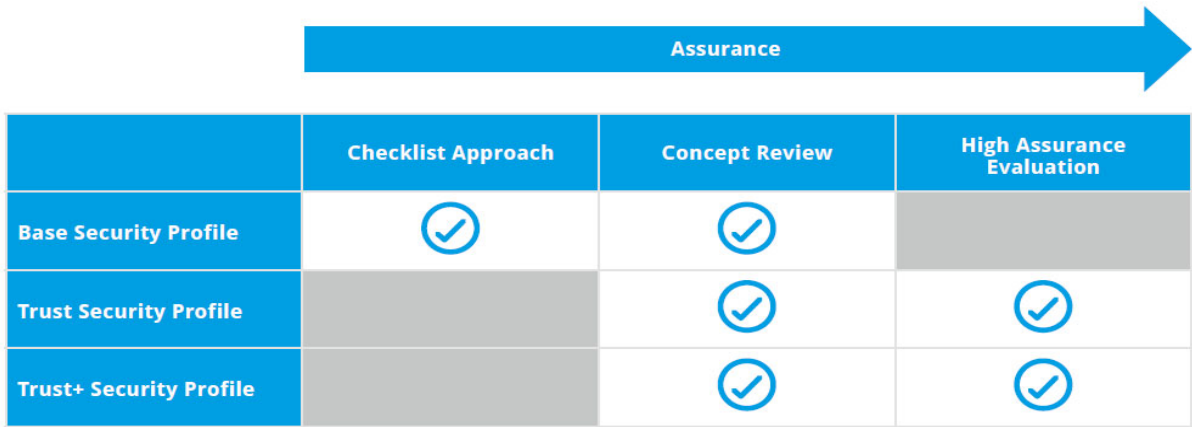 Assurance
Checklist Approach
Concept Review
High Assurance
Evaluation
Base Security Profile
Trust Security Profile
Trust+ Security Profile